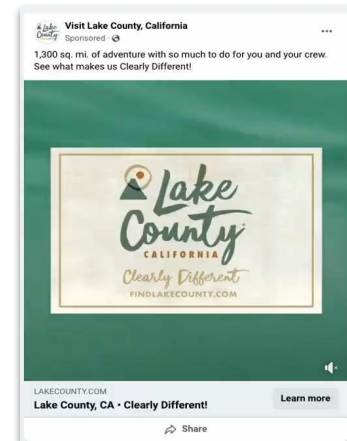 Visit Lake County, California
Sponsored ·
1,300 sq. mi. of adventure with so much to do for you and your crew.
See what makes us Clearly Different!
Lake
County
CALIFORNIA
Clearly Different
FINDLAKECOUNTY.COM
LAKECOUNTY.COM
Lake County, CA • Clearly Different!
Learn more
Share